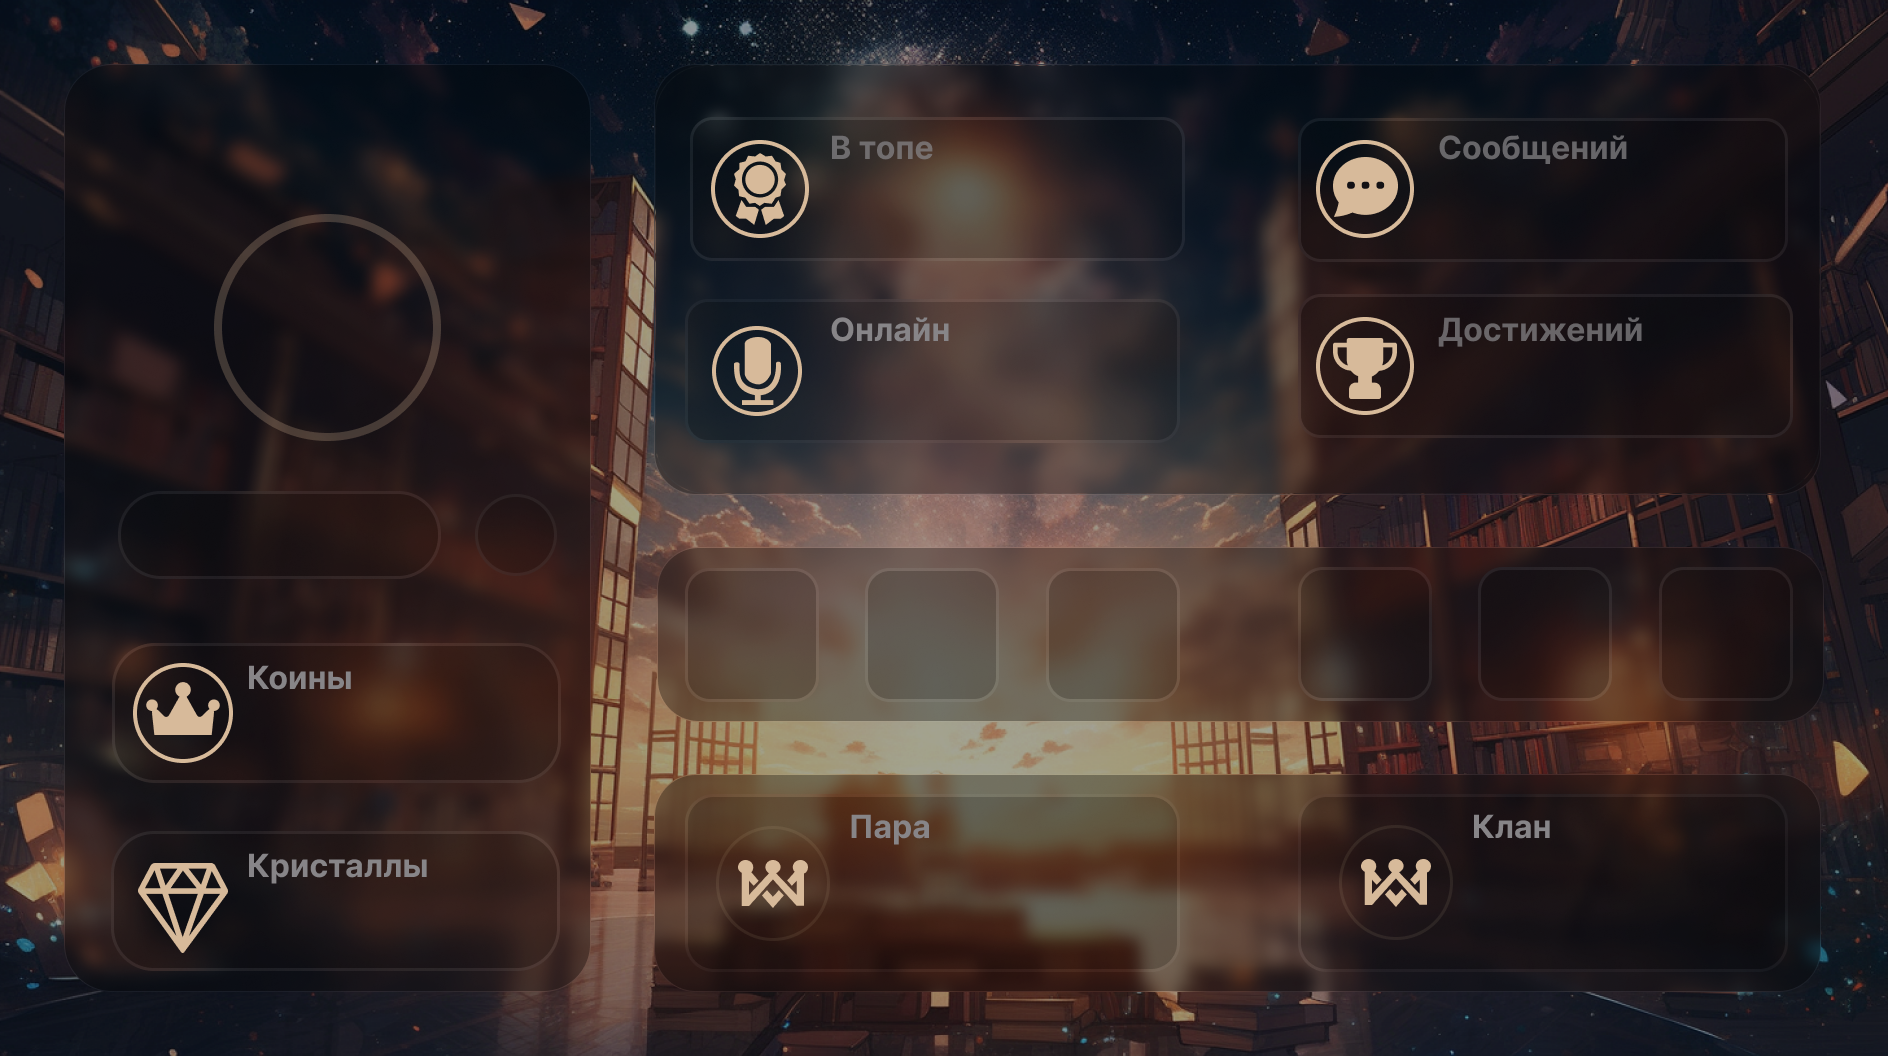 В топе
Сообщений
Онлайн
Достижений
Коины
Кристаллы
Пара
Клан